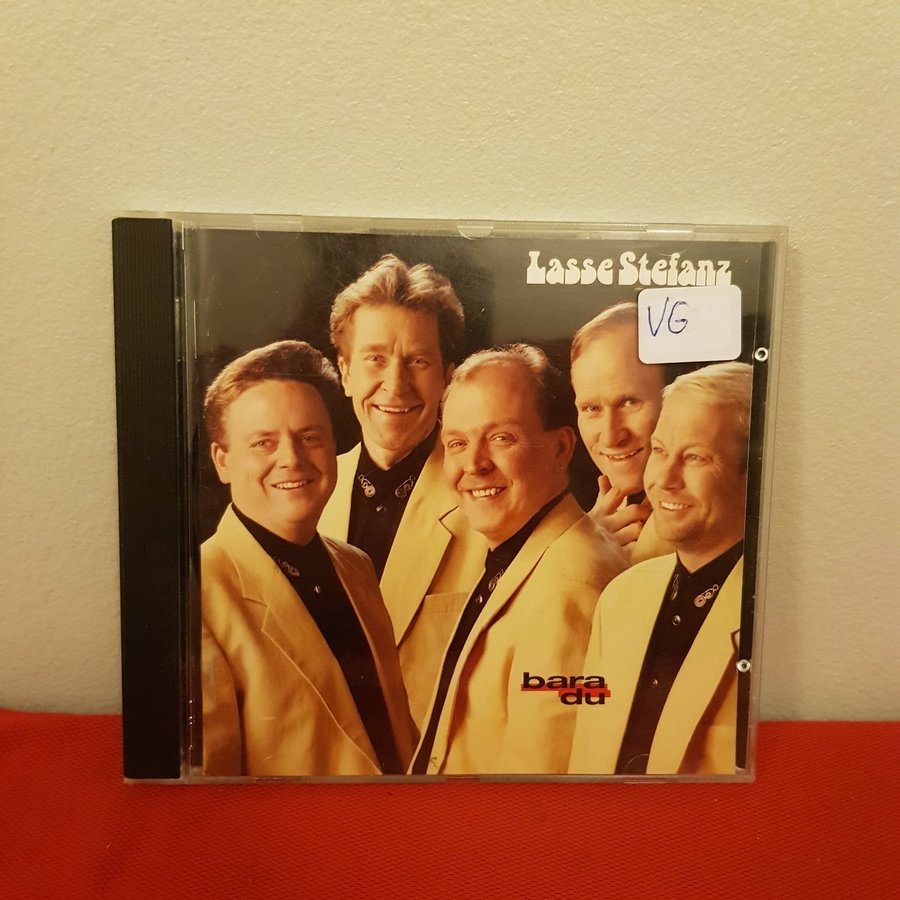 Lasse Stefanz
VG
bara
du